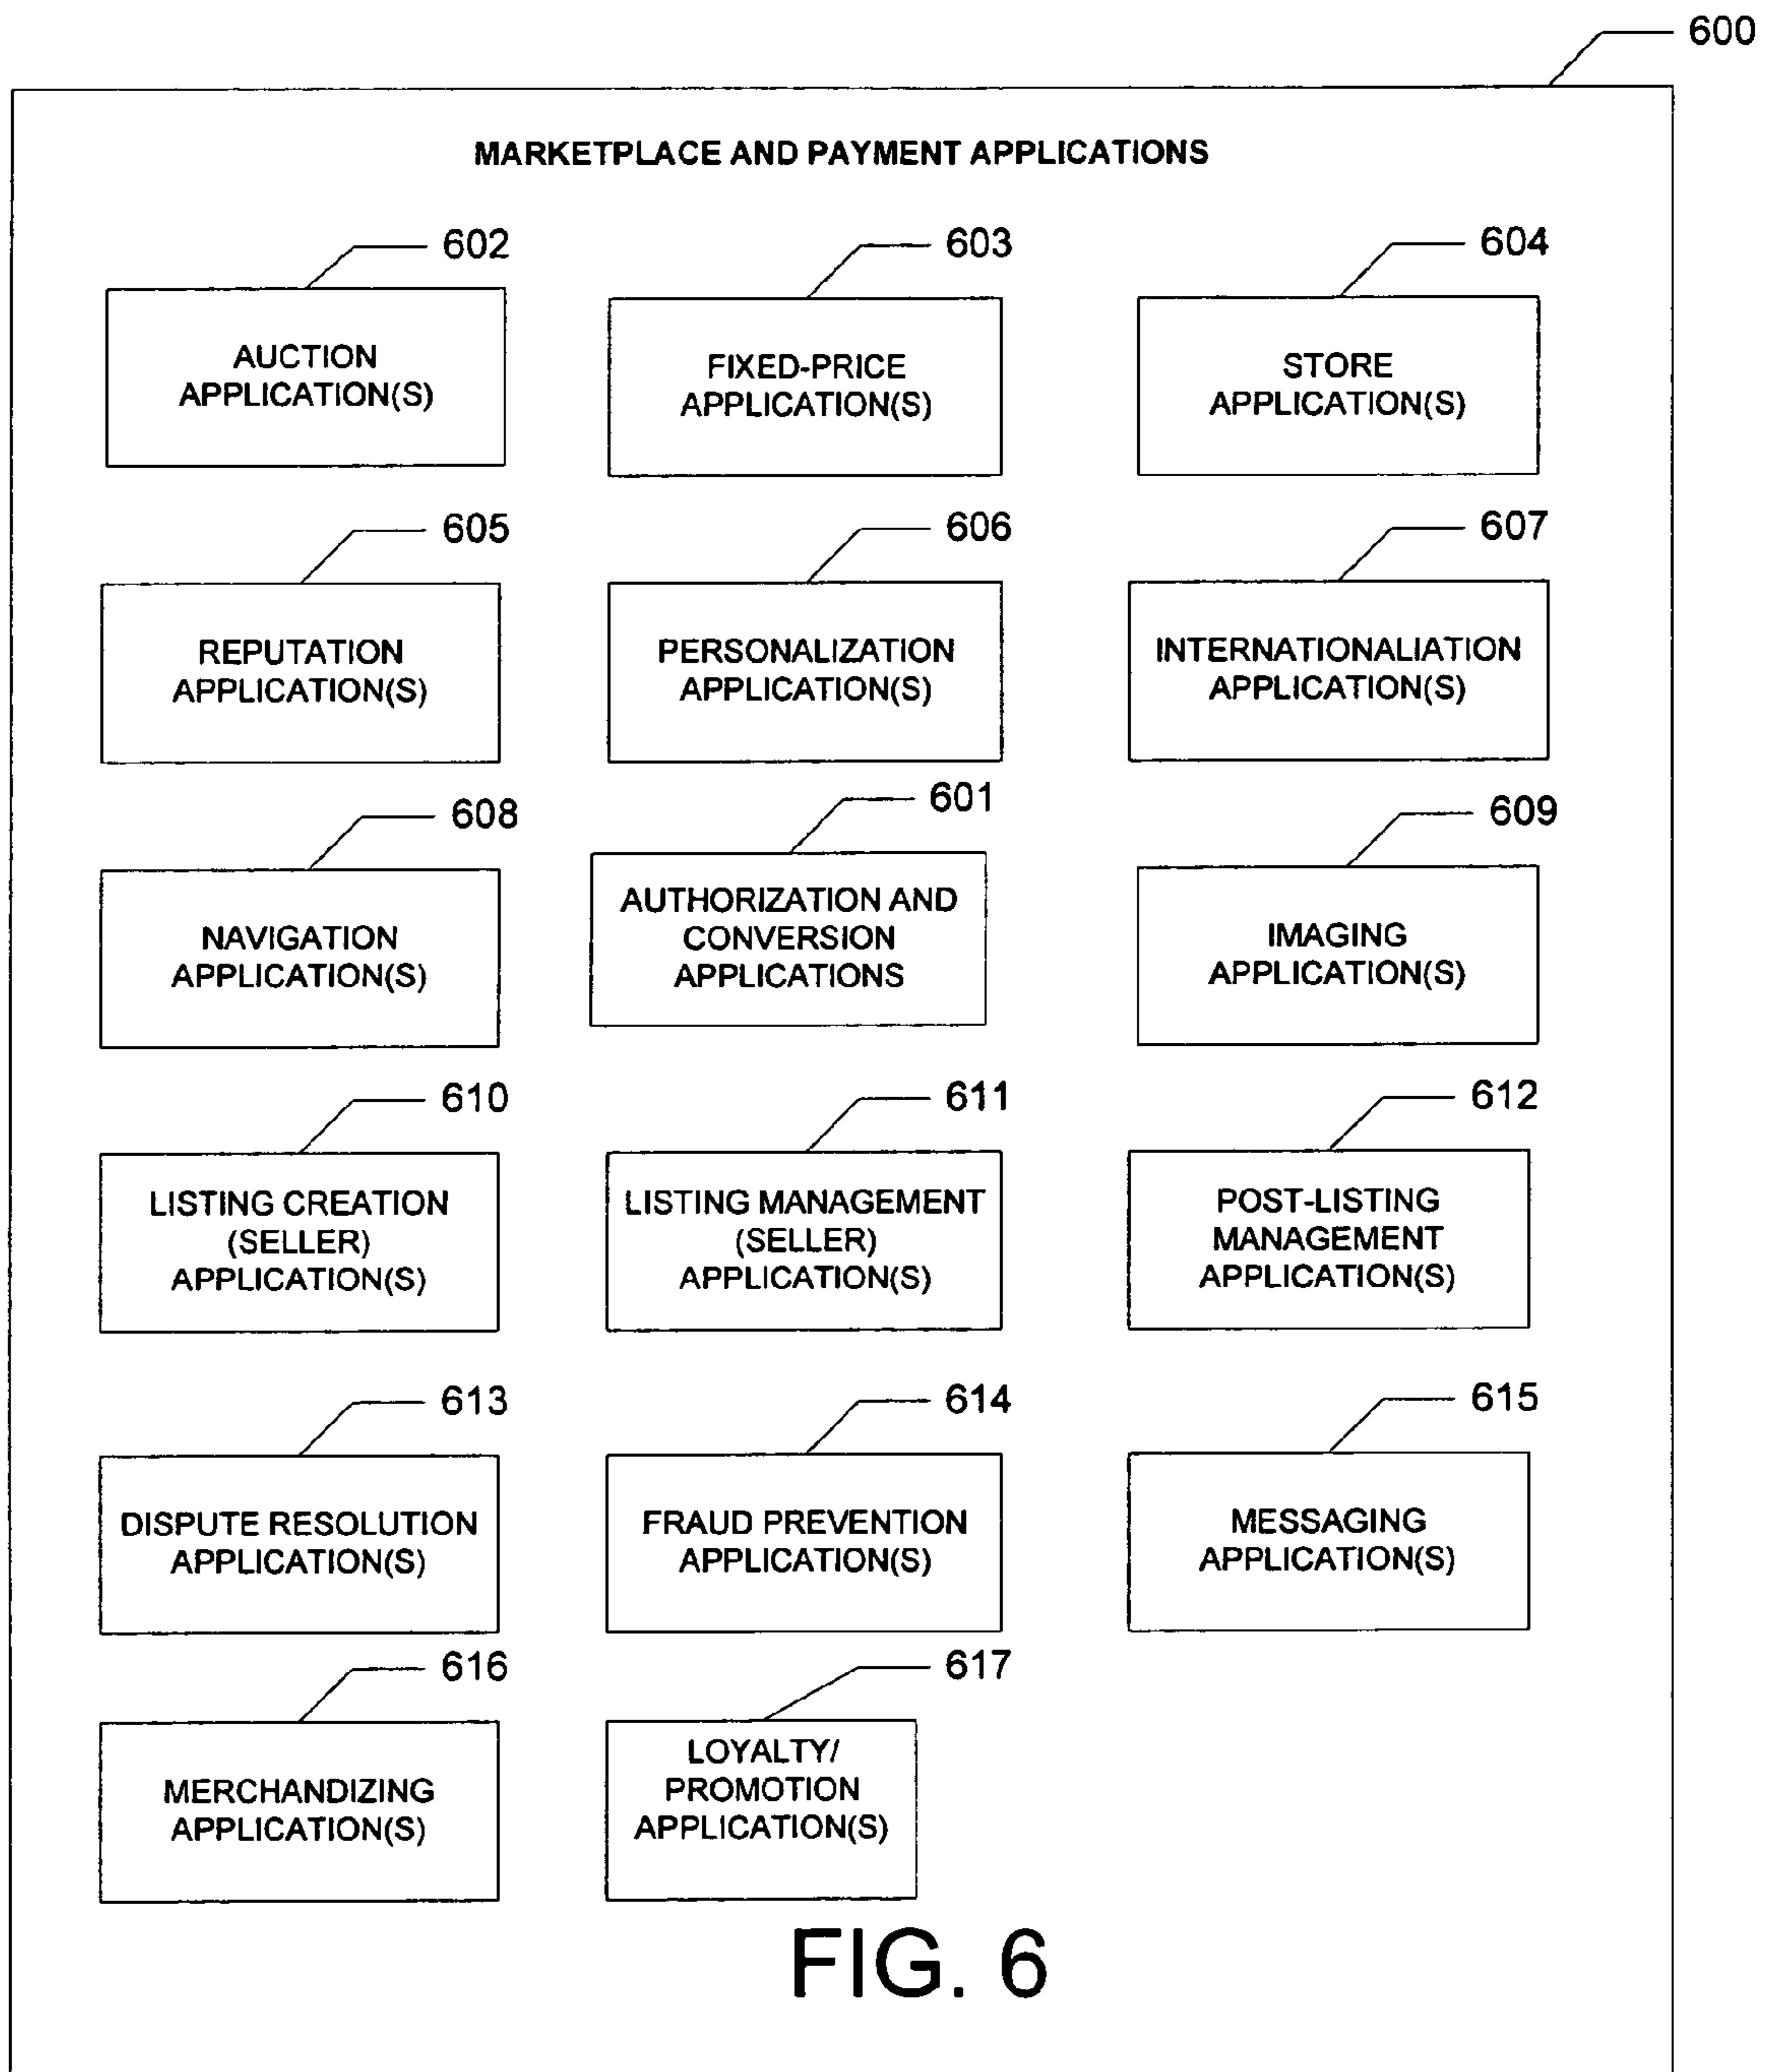 600
MARKETPLACE AND PAYMENT APPLICATIONS
602
AUCTION
APPLICATION(S)
603
FIXED-PRICE
APPLICATION(S)
604
STORE
APPLICATION(S)
605
REPUTATION
APPLICATION(S)
606
PERSONALIZATION
APPLICATION(S)
607
INTERNATIONALIATION
APPLICATION(S)
608
NAVIGATION
APPLICATION(S)
601
AUTHORIZATION AND
CONVERSION
APPLICATIONS
609
IMAGING
APPLICATION(S)
610
LISTING CREATION
(SELLER)
APPLICATION(S)
611
LISTING MANAGEMENT
(SELLER)
APPLICATION(S)
612
POST-LISTING
MANAGEMENT
APPLICATION(S)
613
DISPUTE RESOLUTION
APPLICATION(S)
614
FRAUD PREVENTION
APPLICATION(S)
615
MESSAGING
APPLICATION(S)
616
MERCHANDIZING
APPLICATION(S)
617
LOYALTY/
PROMOTION
APPLICATION(S)
FIG. 6